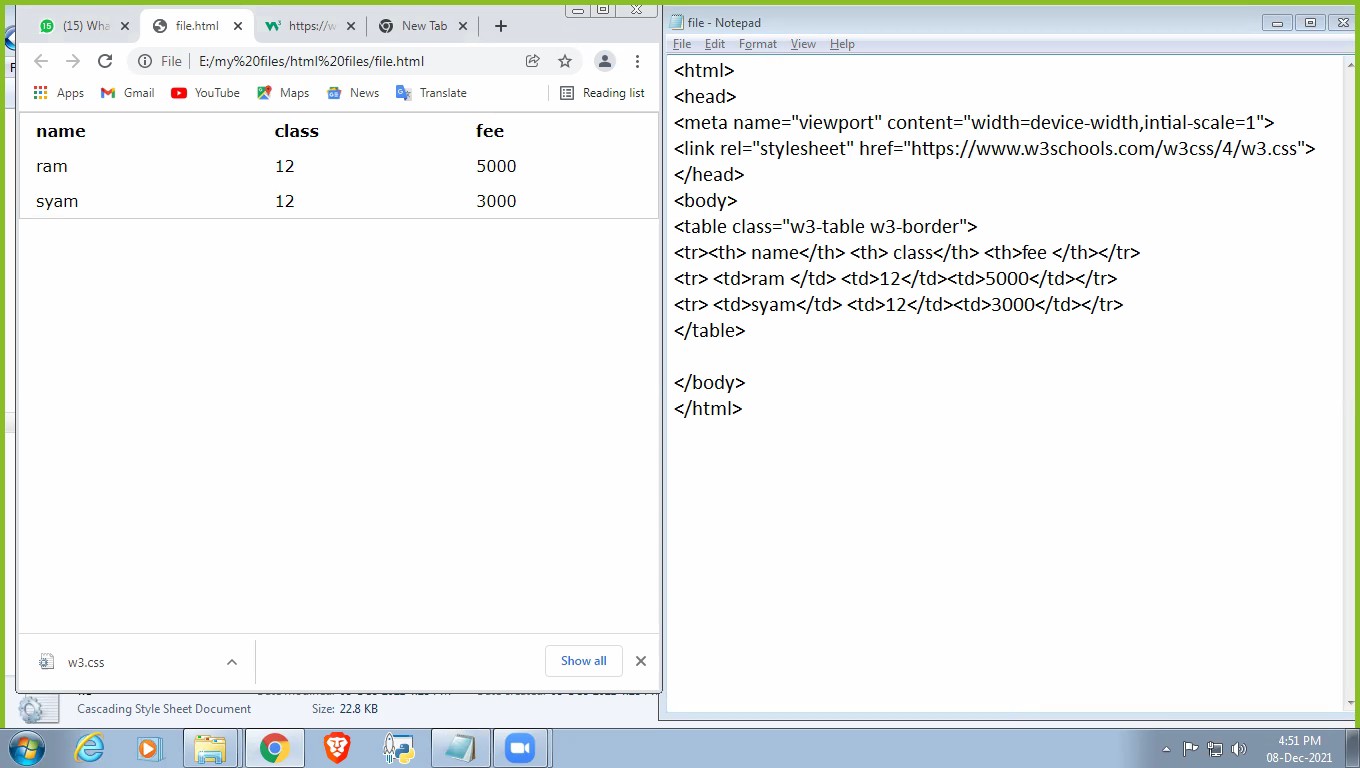 (15) Wha
file.html
https://w
New Tab
File
E:/my%20files/html%20files/file.html
Apps
Gmail
YouTube
Maps
News
Translate
Reading list
name class fee
ram 12 5000
syam 12 3000
w3.css
Show all
Cascading Style Sheet Document
Size: 22.8 KB
file - Notepad
File Edit Format View Help
<html>
<head>
<meta name="viewport" content="width=device-width,intial-scale=1">
<link rel="stylesheet" href="https://www.w3schools.com/w3css/4/w3.css">
</head>
<body>
<table class="w3-table w3-border">
<tr><th> name</th> <th> class</th> <th>fee </th></tr>
<tr> <td>ram </td> <td>12</td><td>5000</td></tr>
<tr> <td>syam</td> <td>12</td><td>3000</td></tr>
</table>
</body>
</html>
4:51 PM
08-Dec-2021